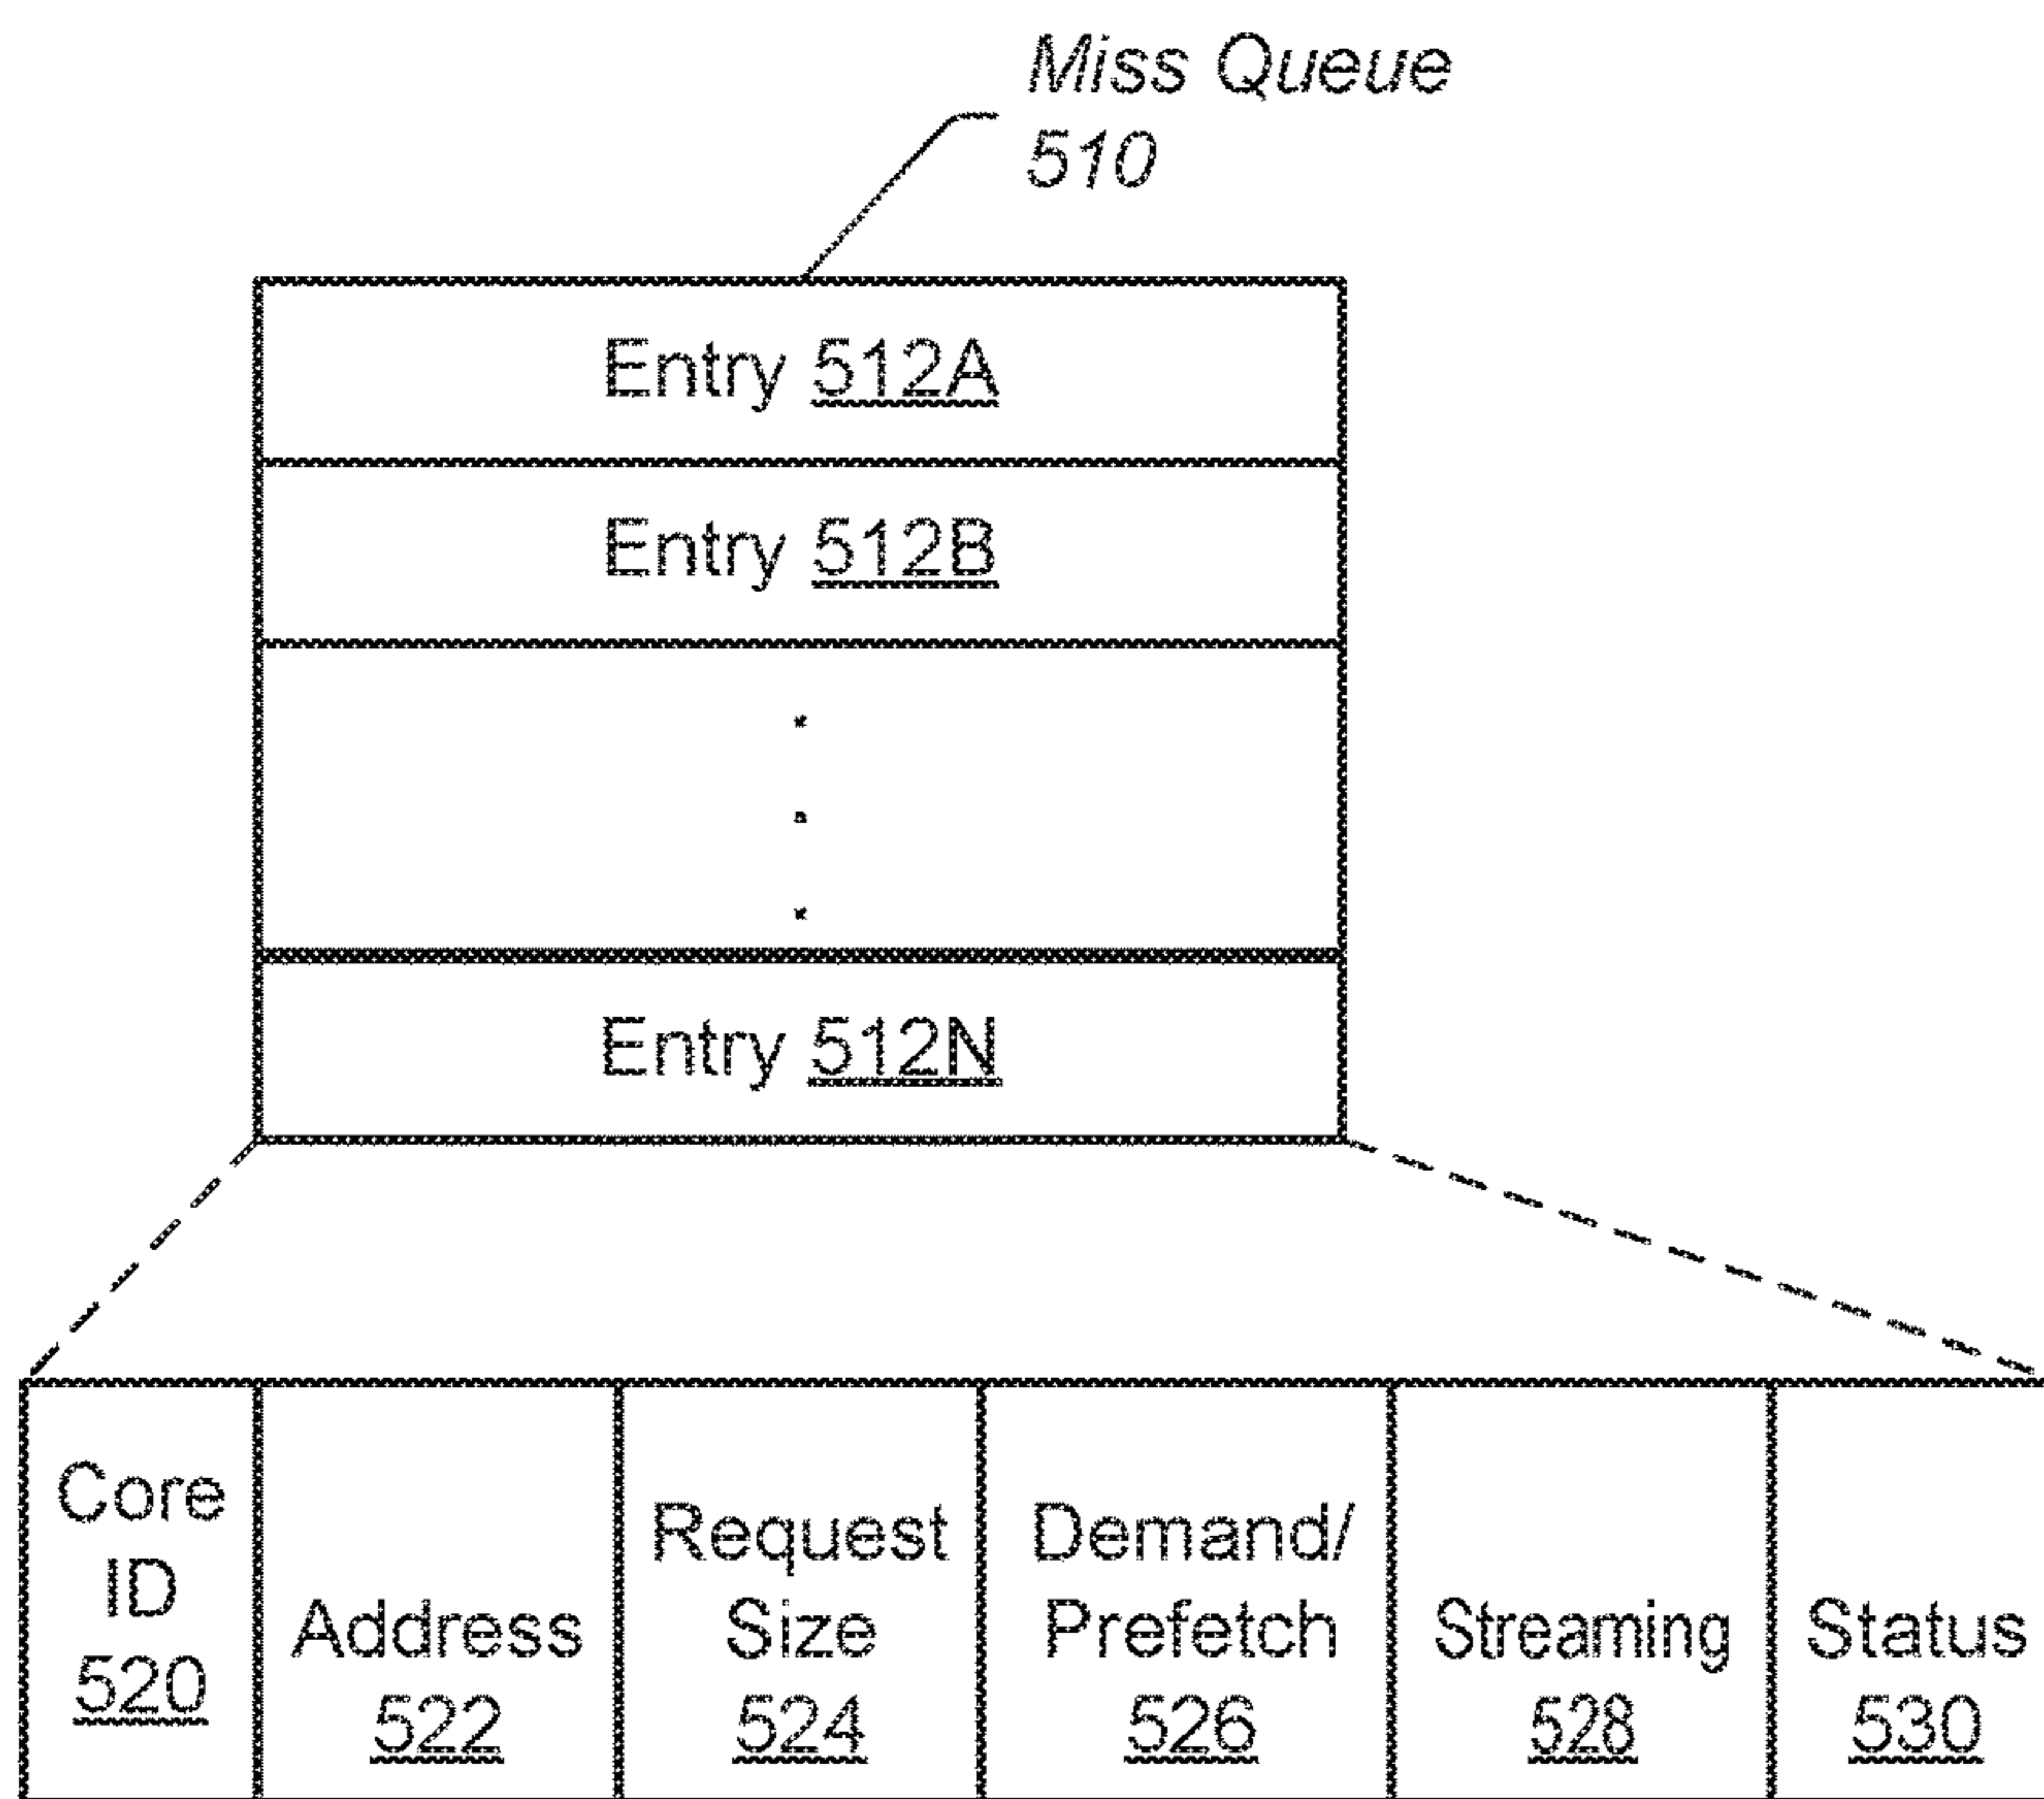 Miss Queue
510
Entry 512A
Entry 512B
Entry 512N
Core
ID
520
Address
522
Request
Size
524
Demand/
Prefetch
526
Streaming
528
Status
530